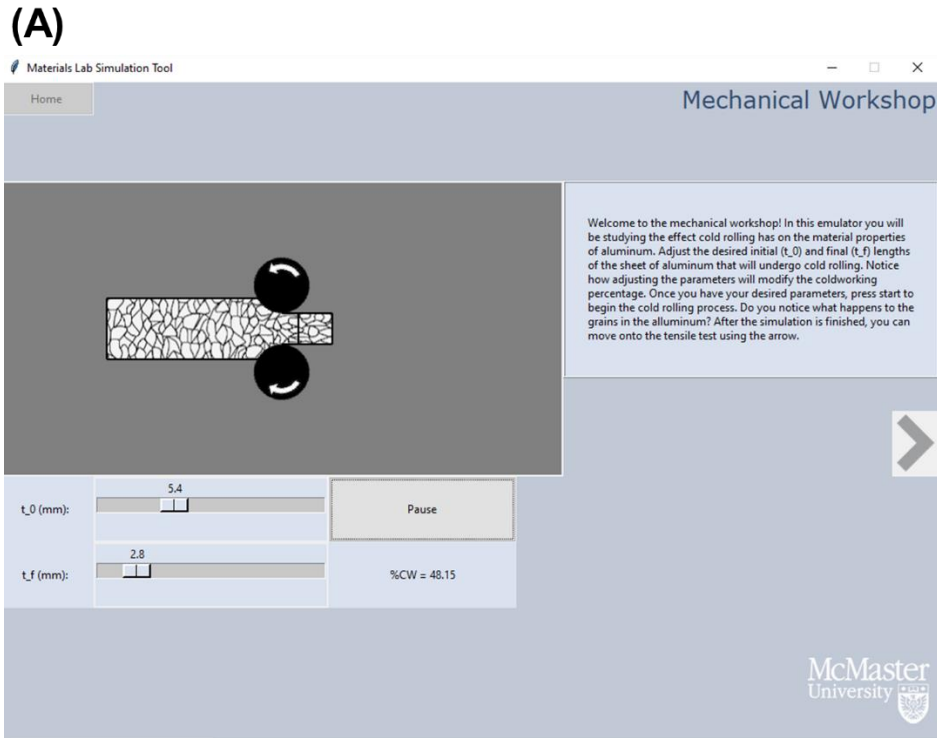 (A)
Materials Lab Simulation Tool
Home
Mechanical Workshop
Welcome to the mechanical workshop! In this emulator you will
be studying the effect cold rolling has on the material properties
of aluminum. Adjust the desired initial (t_0) and final (t_f) lengths
of the sheet of aluminum that will undergo cold rolling. Notice
how adjusting the parameters will modify the coldworking
percentage. Once you have your desired parameters, press start to
begin the cold rolling process. Do you notice what happens to the
grains in the alluminum? After the simulation is finished, you can
move onto the tensile test using the arrow.
t_0 (mm):
5.4
Pause
t_f (mm):
2.8
%CW = 48.15
McMaster
University